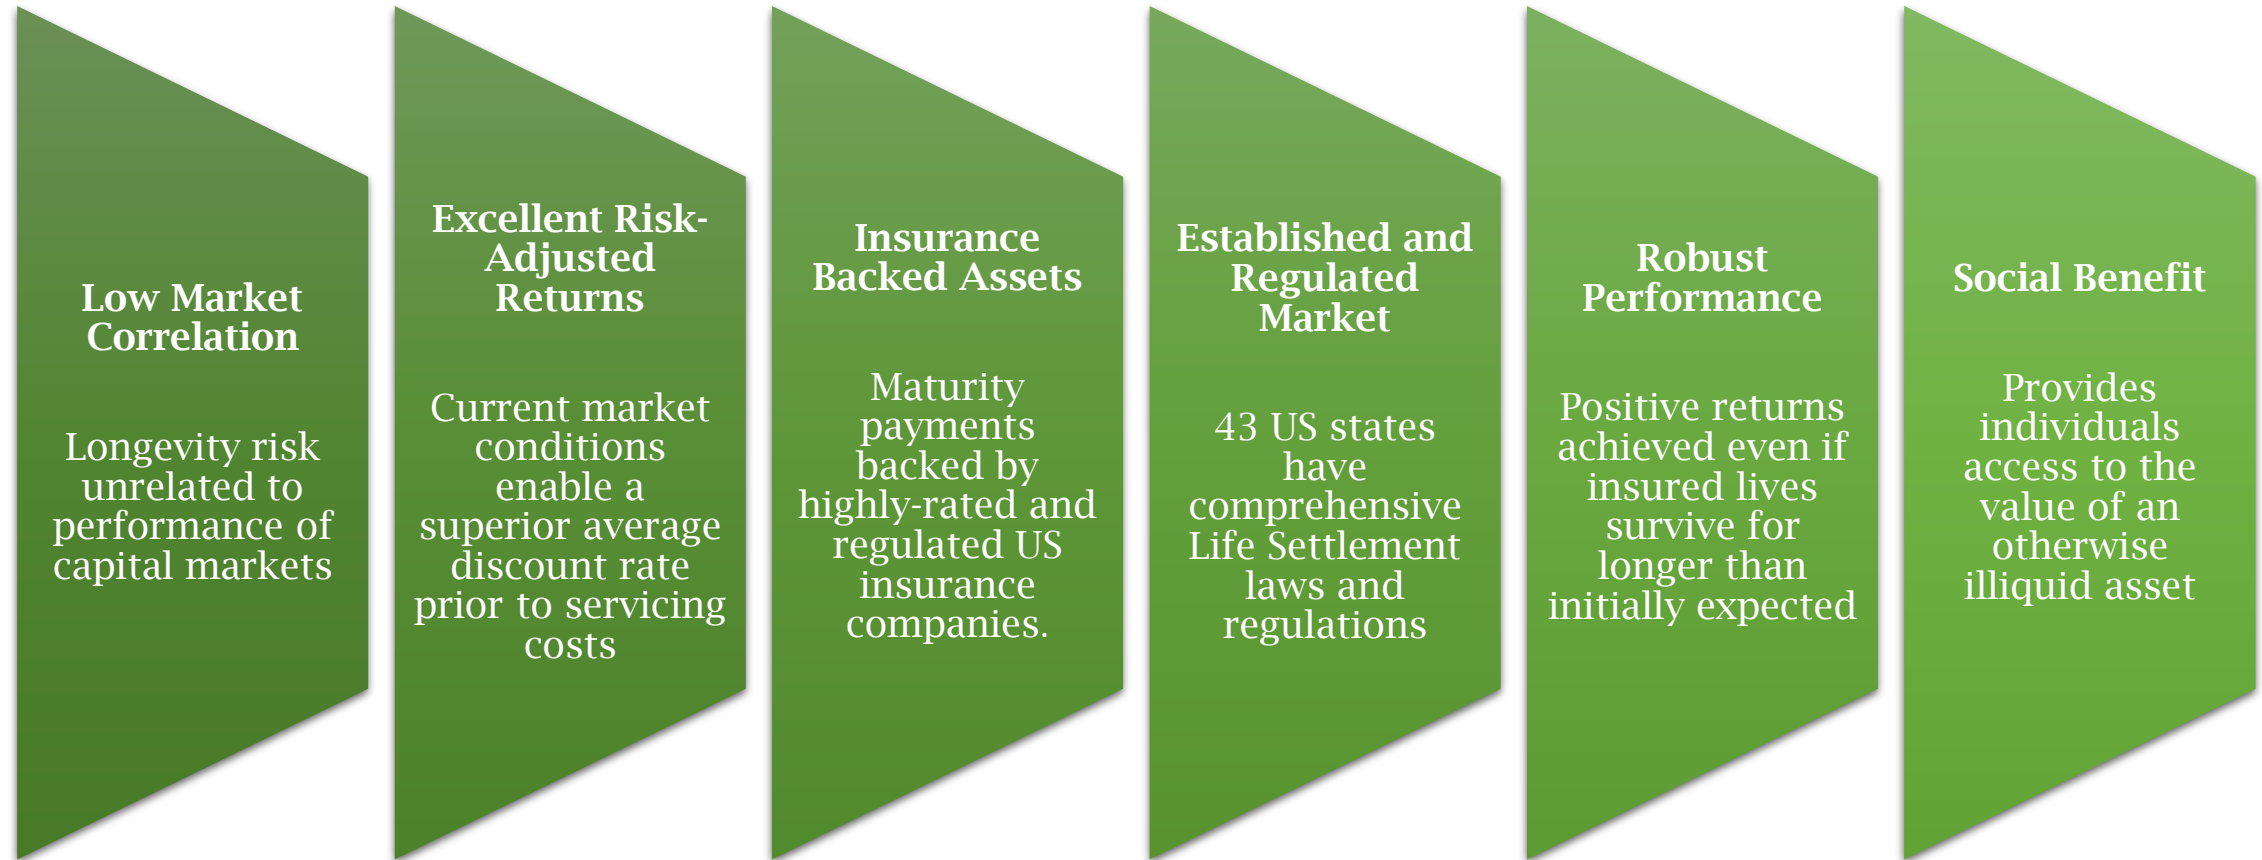 Low Market
Correlation
Longevity risk
unrelated to
performance of
capital markets
Excellent Risk-
Adjusted
Returns
Current market
conditions
enable a
superior average
discount rate
prior to servicing
costs
Insurance
Backed Assets
Maturity
payments
backed by
highly-rated and
regulated US
insurance
companies.
Established and
Regulated
Market
43 US states
have
comprehensive
Life Settlement
laws and
regulations
Robust
Performance
Positive returns
achieved even if
insured lives
survive for
longer than
initially expected
Social Benefit
Provides
individuals
access to the
value of an
otherwise
illiquid asset